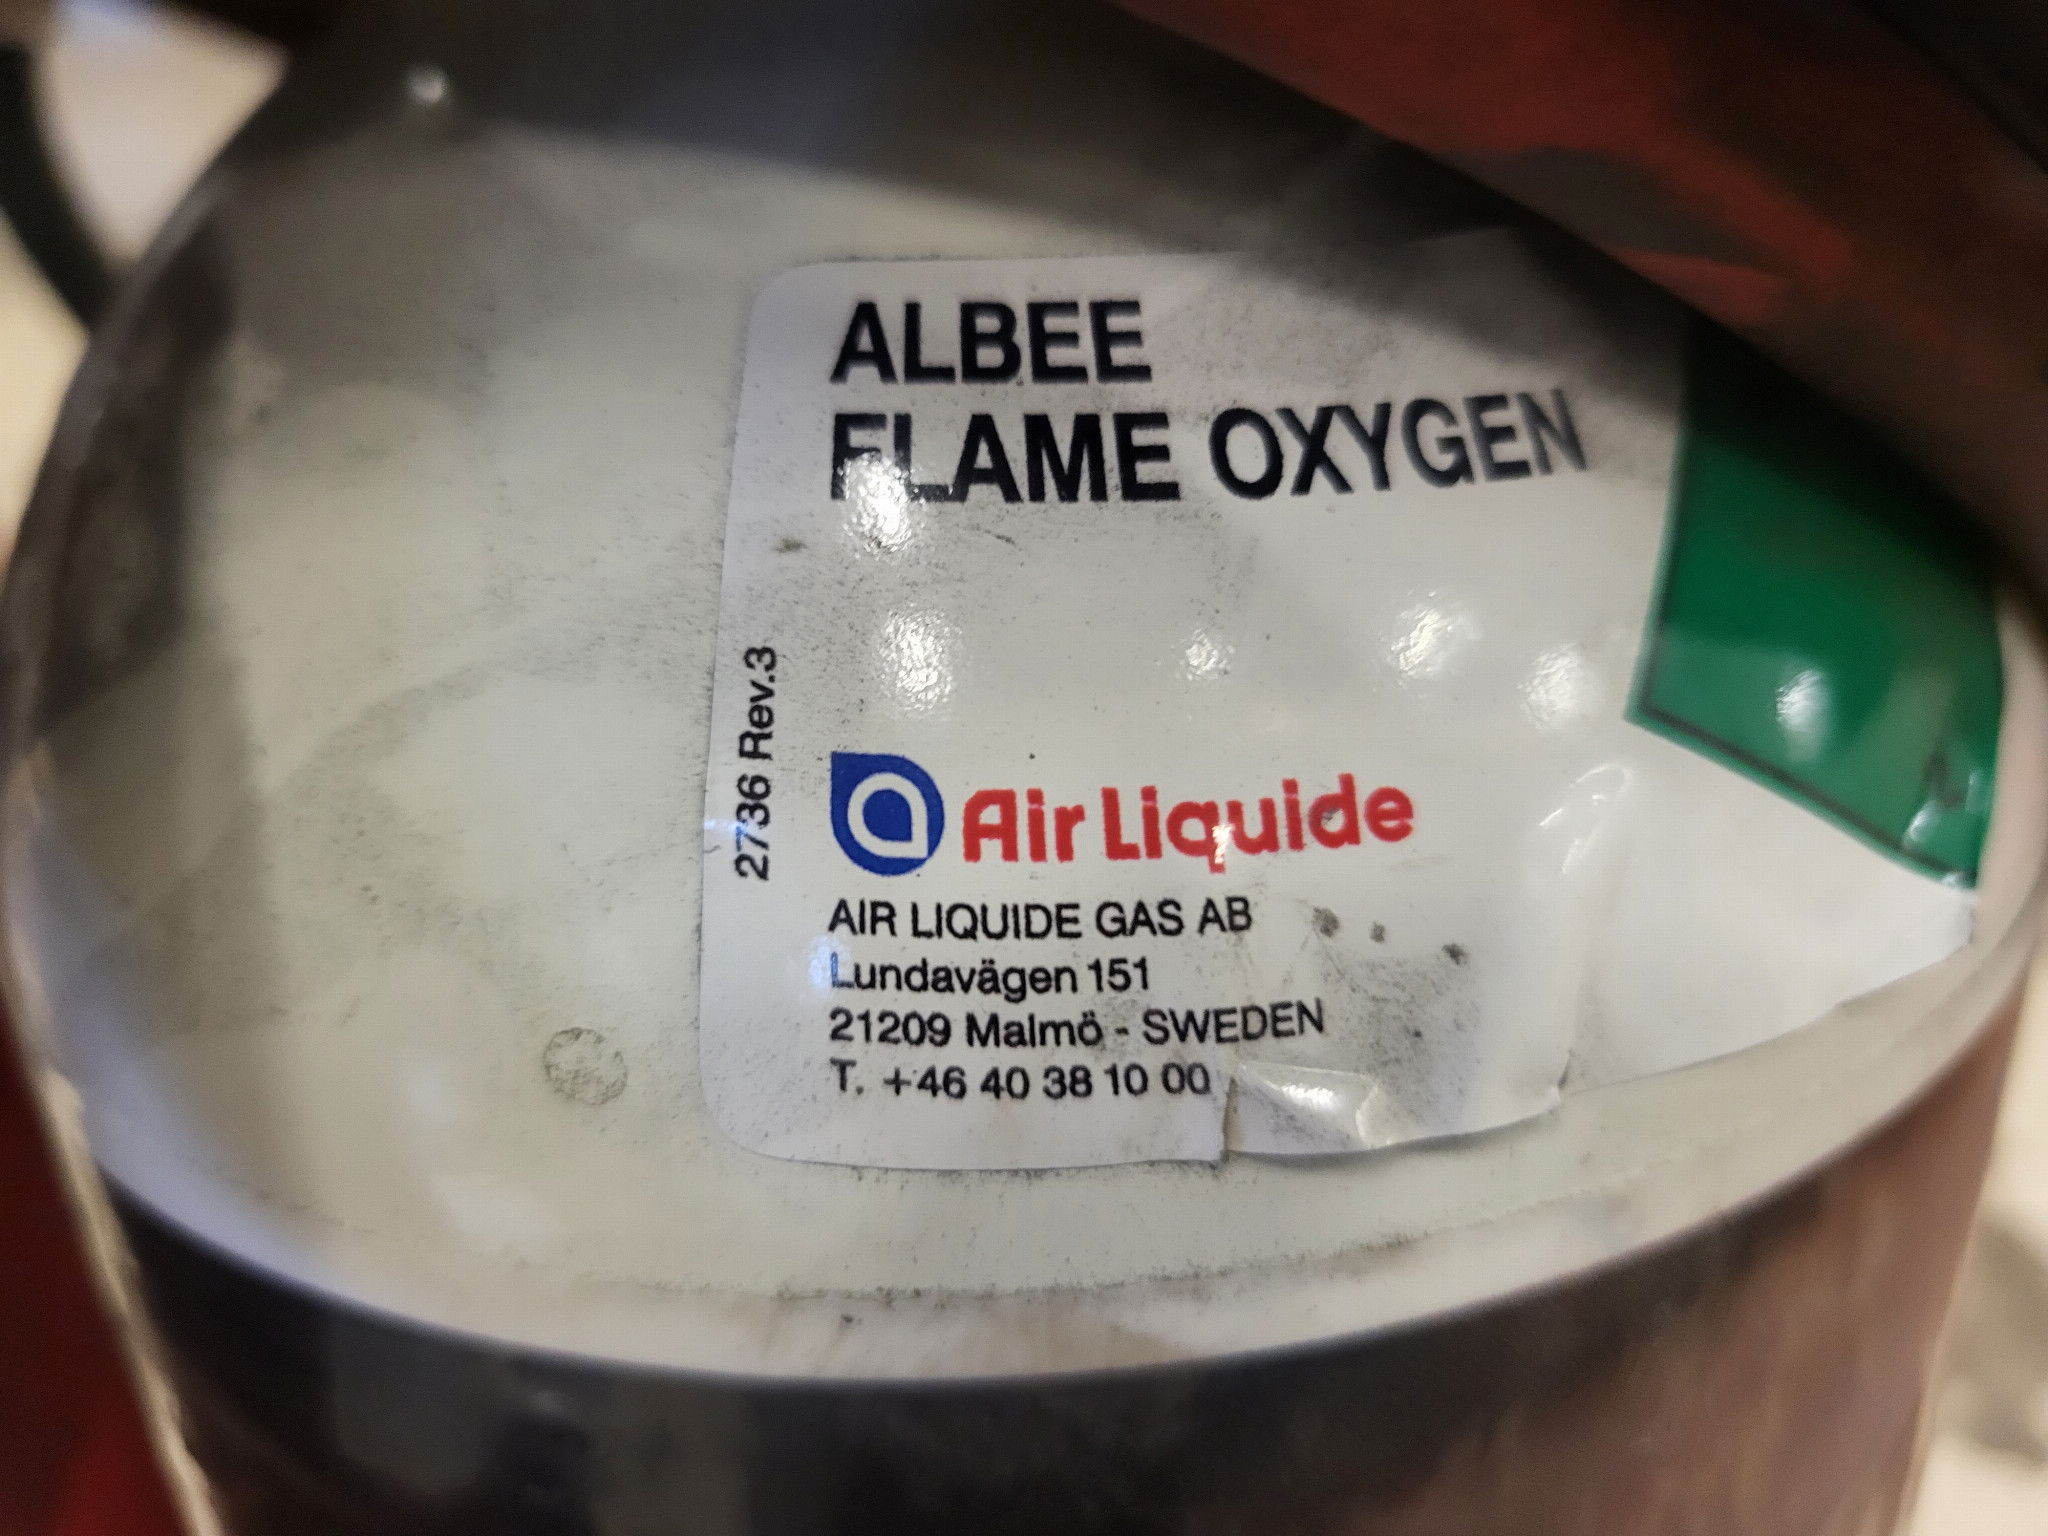 ALBEE
FLAME OXYGEN
2736 Rev.3
Air Liquide
AIR LIQUIDE GAS AB
Lundavägen 151
21209 Malmö - SWEDEN
T. +46 40 38 10 00